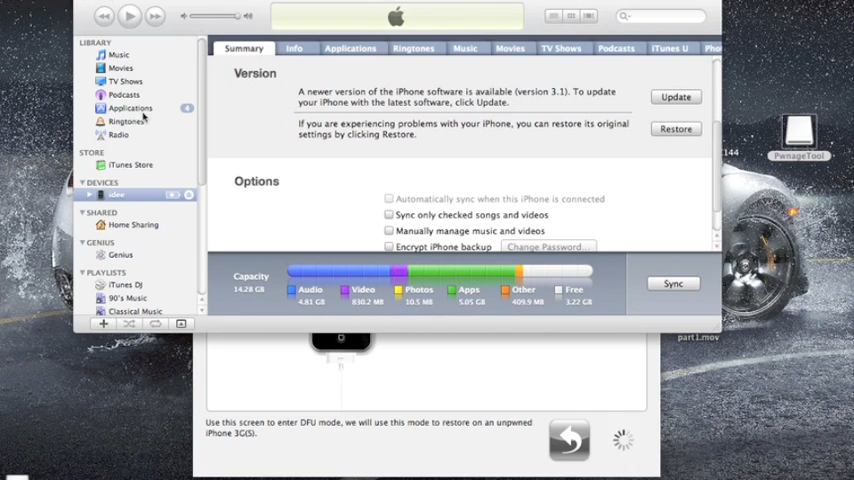 Summary Info Applications Ringtones Music Movies TV Shows Podcasts iTunes U Pho
LIBRARY
Music
Movies
TV Shows
Podcasts
Applications 4
Ringtones
Radio
STORE
iTunes Store
DEVICES
SHARED
Home Sharing
GENIUS
Genius
PLAYLISTS
iTunes DJ
90's Music
Classical Music
Version
A newer version of the iPhone software is available (version 3.1). To update
your iPhone with the latest software, click Update.
Update
If you are experiencing problems with your iPhone, you can restore its original
settings by clicking Restore.
Restore
Options
Automatically sync when this iPhone is connected
Sync only checked songs and videos
Manually manage music and videos
Encrypt iPhone backup Change Password...
Capacity
14.28 GB
Audio Video Photos Apps Other Free
4.81 GB 830.2 MB 10.5 MB 5.05 GB 409.9 MB 3.22 GB
Sync
144
PwnageTool
part1.mov
Use this screen to enter DFU mode, we will use this mode to restore on an unpwned
iPhone 3G(S).